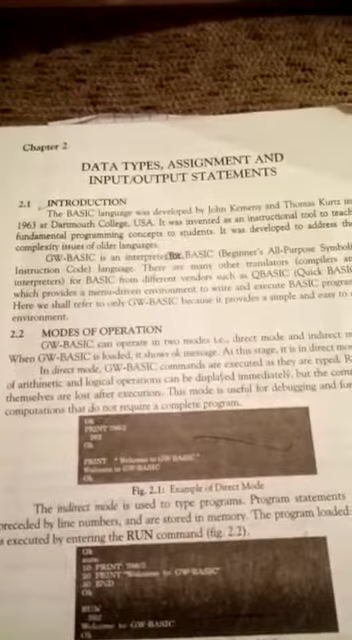 Chapter 2
DATA TYPES, ASSIGNMENT AND
INPUT/OUTPUT STATEMENTS
2.1 INTRODUCTION
The BASIC language was developed by John Kemeny and Thomas Kurtz in
1963 at Dartmouth College, USA. It was invented as an instructional tool to teach
fundamental programming concepts to students. It was developed to address the
complexity issues of older languages.
GW-BASIC is an interpreter for BASIC (Beginner's All-Purpose Symboli
Instruction Code) language. There are many other translators (compilers an
interpreters) for BASIC from different vendors such as QBASIC (Quick BASIC
which provides a menu-driven environment to write and execute BASIC program
Here we shall refer to only GW-BASIC because it provides a simple and easy to
environment.
2.2 MODES OF OPERATION
GW-BASIC can operate in two modes i.e., direct mode and indirect m
When GW-BASIC is loaded, it shows ok message. At this stage, it is in direct mo
In direct mode, GW-BASIC commands are executed as they are typed. R
of arithmetic and logical operations can be displayed immediately, but the com
themselves are lost after execution. This mode is useful for debugging and for
computations that do not require a complete program.
Ok
PRINT
Ok
PRINT "Welcome to GW-BASIC"
Welcome to GW-BASIC
Ok
Fig. 2.1: Example of Direct Mode
The indirect mode is used to type programs. Program statements
preceded by line numbers, and are stored in memory. The program loaded
s executed by entering the RUN command (fig. 2.2).
Ok
10 PRINT
20 PRINT "Welcome to GW-BASIC"
30 END
Ok
RUN
Welcome to GW-BASIC
Ok